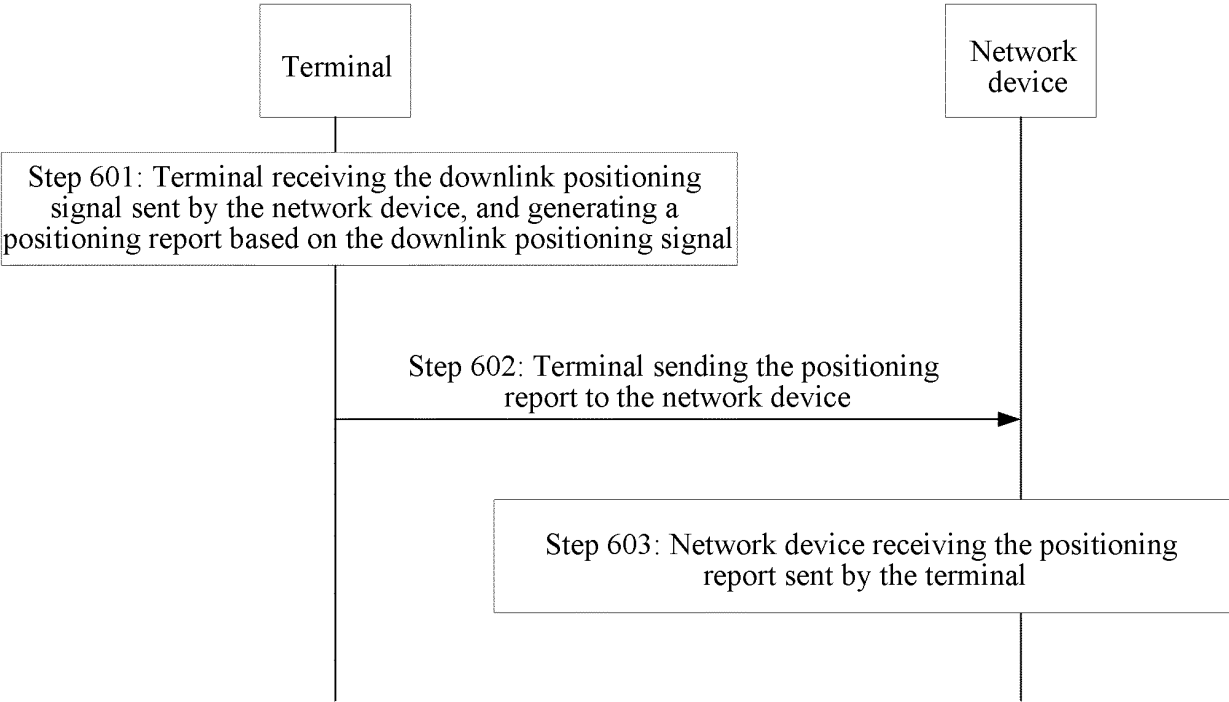 Terminal
Network
device
Step 601: Terminal receiving the downlink positioning
signal sent by the network device, and generating a
positioning report based on the downlink positioning signal
Step 602: Terminal sending the positioning
report to the network device
Step 603: Network device receiving the positioning
report sent by the terminal